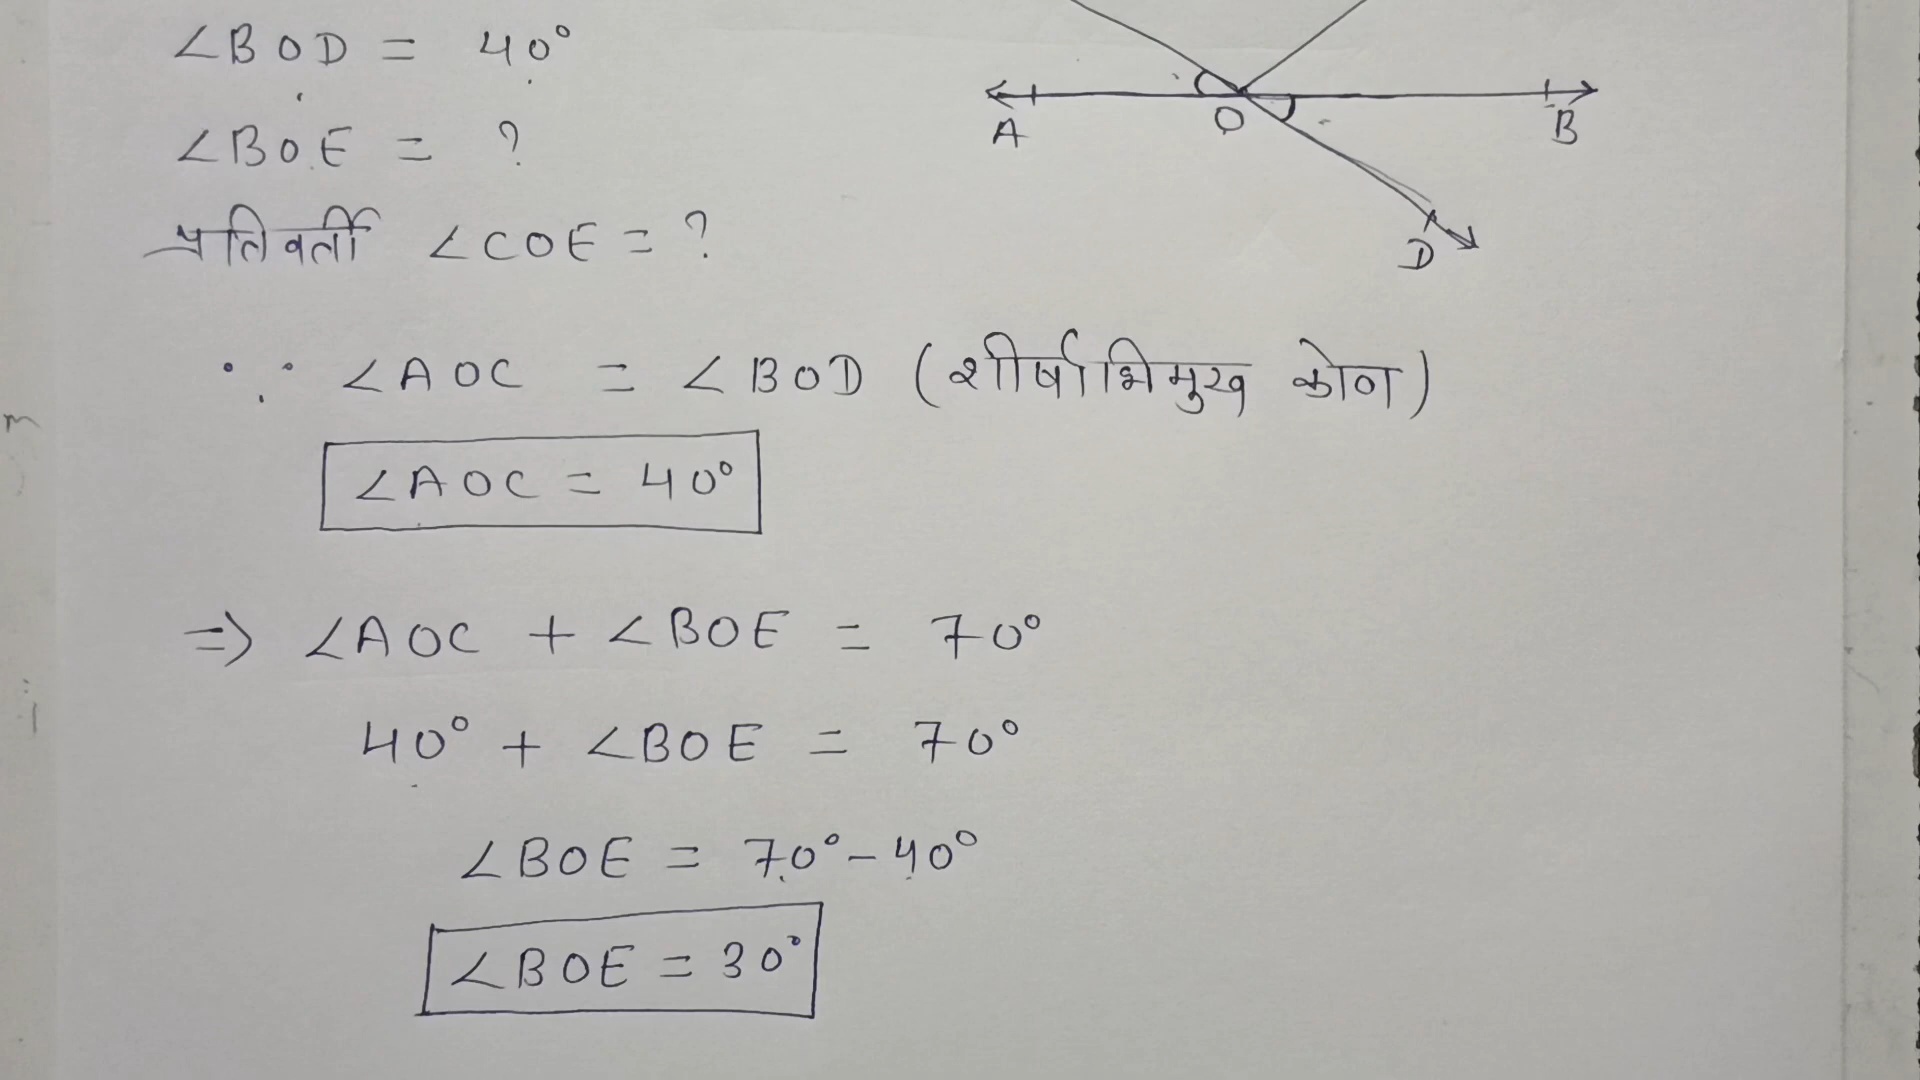 ∠BOD = 40°
∠BOE = ?
प्रतिवर्ती ∠COE = ?
A
O
B
D
∵ ∠AOC = ∠BOD (शीर्षाभिमुख कोण)
∠AOC = 40°
⇒ ∠AOC + ∠BOE = 70°
40° + ∠BOE = 70°
∠BOE = 70° - 40°
∠BOE = 30°